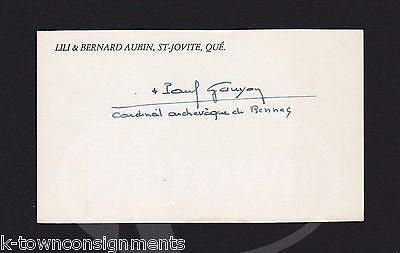 LILI & BERNARD AUBIN, ST-JOVITE, QUÉ.
+ Paul Gouyon
Cardinal archevêque de Rennes
k-townconsignments